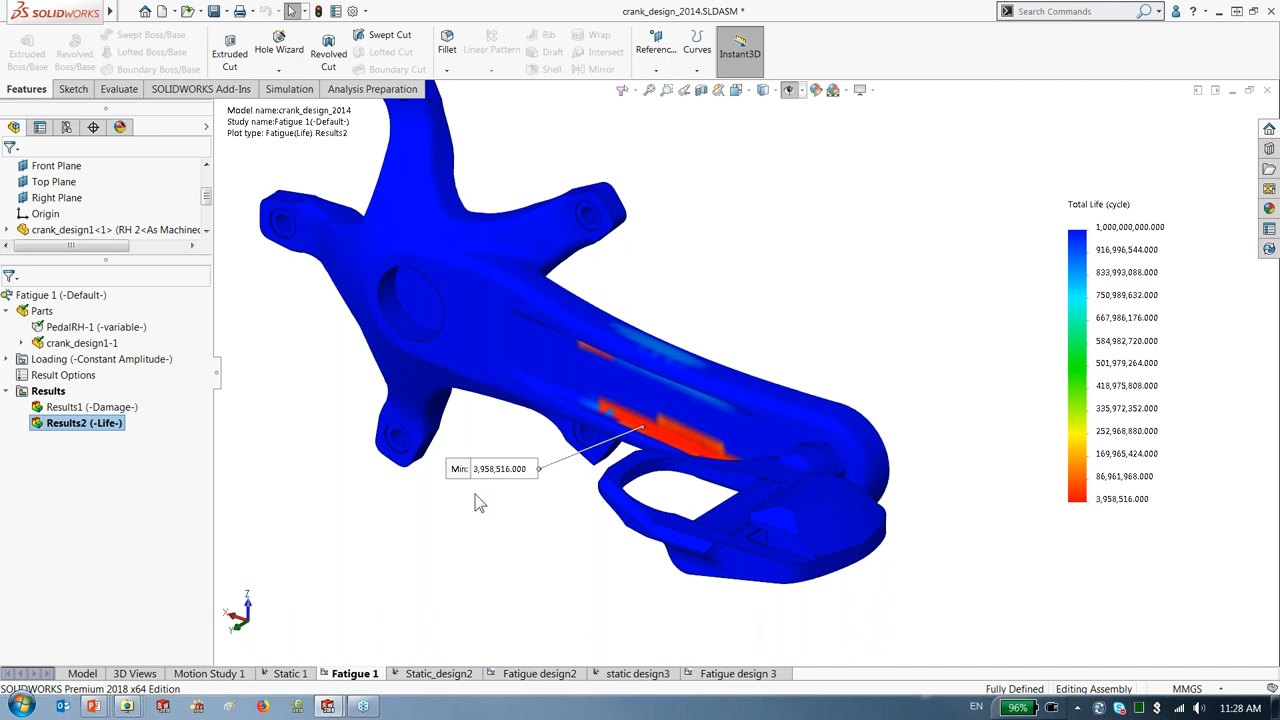 SOLIDWORKS
crank_design_2014.SLDASM *
Search Commands
Extruded Boss/Base
Revolved Boss/Base
Swept Boss/Base
Lofted Boss/Base
Boundary Boss/Base
Extruded Cut
Hole Wizard
Revolved Cut
Swept Cut
Lofted Cut
Boundary Cut
Fillet
Linear Pattern
Rib
Draft
Shell
Wrap
Intersect
Mirror
Referenc...
Curves
Instant3D
Features
Sketch
Evaluate
SOLIDWORKS Add-Ins
Simulation
Analysis Preparation
Model name:crank_design_2014
Study name:Fatigue 1(-Default-)
Plot type: Fatigue(Life) Results2
Front Plane
Top Plane
Right Plane
Origin
crank_design1<1> (RH 2<As Machined
Fatigue 1 (-Default-)
Parts
PedalRH-1 (-variable-)
crank_design1-1
Loading (-Constant Amplitude-)
Result Options
Results
Results1 (-Damage-)
Results2 (-Life-)
Min: 3,958,516.000
Total Life (cycle)
1,000,000,000.000
916,996,544.000
833,993,088.000
750,989,632.000
667,986,176.000
584,982,720.000
501,979,264.000
418,975,808.000
335,972,352.000
252,968,880.000
169,965,424.000
86,961,968.000
3,958,516.000
Z
X
Y
Model
3D Views
Motion Study 1
Static 1
Fatigue 1
Static_design2
Fatigue design2
static design3
Fatigue design 3
SOLIDWORKS Premium 2018 x64 Edition
Fully Defined
Editing Assembly
MMGS
EN
96%
11:28 AM